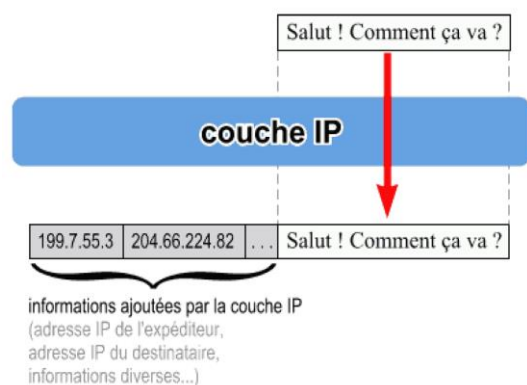 Salut ! Comment ça va ?
couche IP
199.7.55.3 204.66.224.82 ... Salut ! Comment ça va ?
informations ajoutées par la couche IP
(adresse IP de l'expéditeur,
adresse IP du destinataire,
informations diverses...)